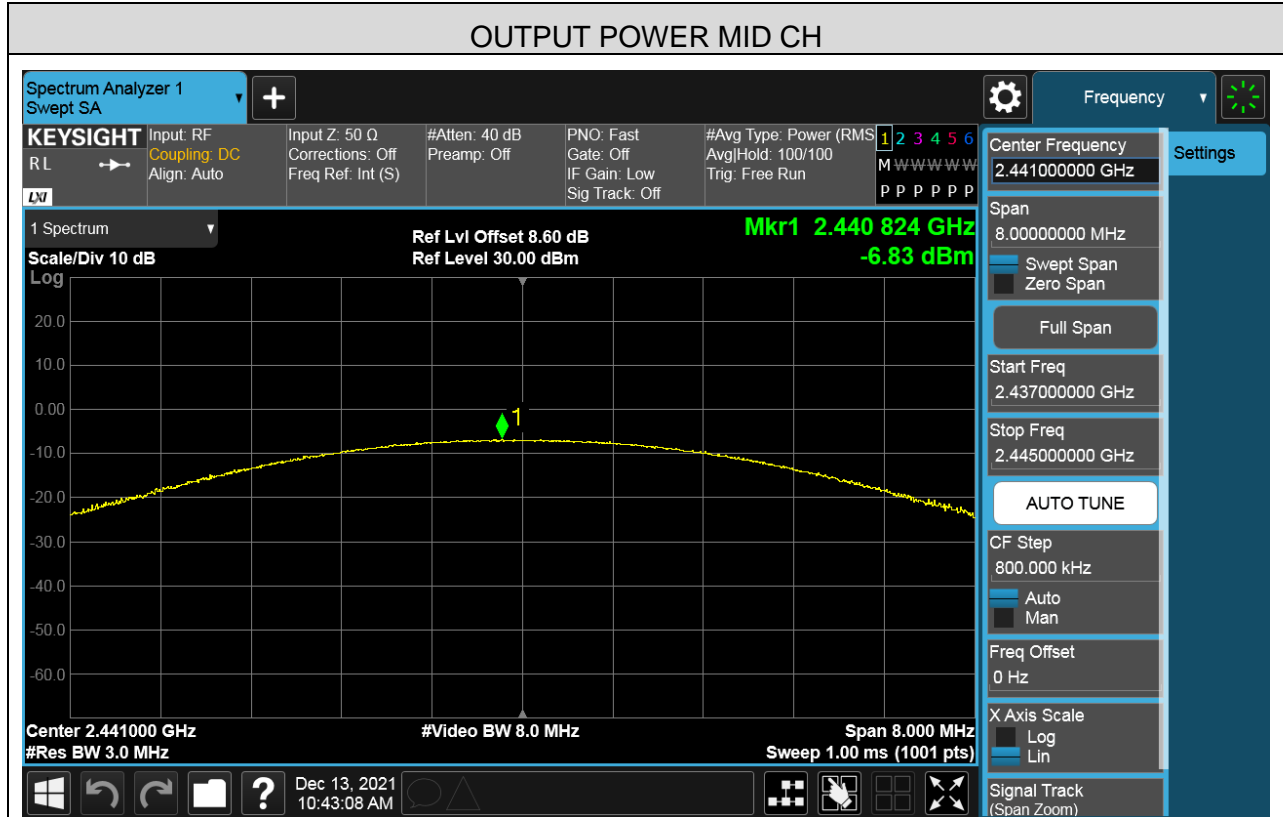 OUTPUT POWER MID CH
Spectrum Analyzer 1
Swept SA
Frequency
KEYSIGHT
R L
LXI
Input: RF
Coupling: DC
Align: Auto
Input Z: 50 Ω
Corrections: Off
Freq Ref: Int (S)
#Atten: 40 dB
Preamp: Off
PNO: Fast
Gate: Off
IF Gain: Low
Sig Track: Off
#Avg Type: Power (RMS
Avg|Hold: 100/100
Trig: Free Run
1 2 3 4 5 6
M W W W W W
P P P P P P
1 Spectrum
Scale/Div 10 dB
Ref Lvl Offset 8.60 dB
Ref Level 30.00 dBm
Mkr1 2.440 824 GHz
-6.83 dBm
Log
20.0
10.0
0.00
-10.0
-20.0
-30.0
-40.0
-50.0
-60.0
1
Center 2.441000 GHz
#Res BW 3.0 MHz
#Video BW 8.0 MHz
Span 8.000 MHz
Sweep 1.00 ms (1001 pts)
Dec 13, 2021
10:43:08 AM
Center Frequency
2.441000000 GHz
Settings
Span
8.00000000 MHz
Swept Span
Zero Span
Full Span
Start Freq
2.437000000 GHz
Stop Freq
2.445000000 GHz
AUTO TUNE
CF Step
800.000 kHz
Auto
Man
Freq Offset
0 Hz
X Axis Scale
Log
Lin
Signal Track
(Span Zoom)